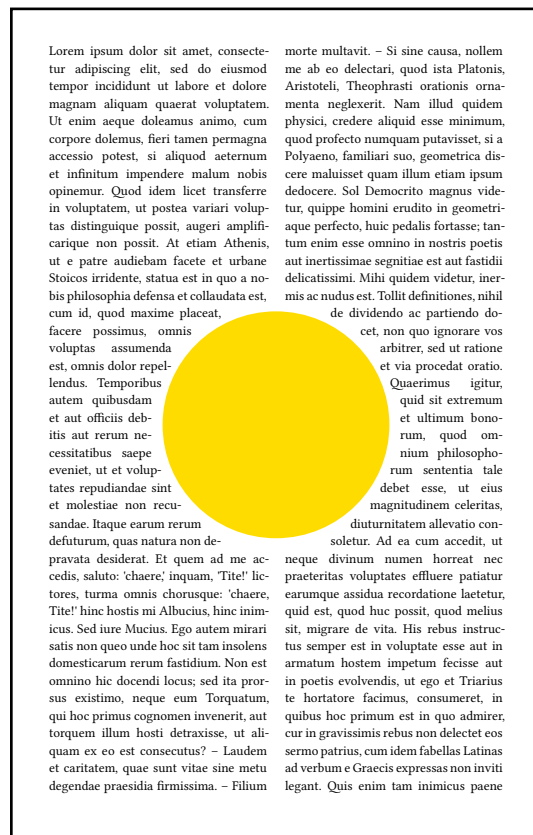 Lorem ipsum dolor sit amet, consecte-
tur adipiscing elit, sed do eiusmod
tempor incididunt ut labore et dolore
magnam aliquam quaerat voluptatem.
Ut enim aeque doleamus animo, cum
corpore dolemus, fieri tamen permagna
accessio potest, si aliquod aeternum
et infinitum impendere malum nobis
opinemur. Quod idem licet transferre
in voluptatem, ut postea variari volup-
tas distinguique possit, augeri amplifi-
carique non possit. At etiam Athenis,
ut e patre audiebam facete et urbane
Stoicos irridente, statua est in quo a no-
bis philosophia defensa et collaudata est,
cum id, quod maxime placeat,
facere possimus, omnis
voluptas assumenda
est, omnis dolor repel-
lendus. Temporibus
autem quibusdam
et aut officiis deb-
itis aut rerum ne-
cessitatibus saepe
eveniet, ut et volup-
tates repudiandae sint
et molestiae non recu-
sandae. Itaque earum rerum
defuturum, quas natura non de-
pravata desiderat. Et quem ad me ac-
cedis, saluto: 'chaere,' inquam, 'Tite!' lic-
tores, turma omnis chorusque: 'chaere,
Tite!' hinc hostis mi Albucius, hinc inim-
icus. Sed iure Mucius. Ego autem mirari
satis non queo unde hoc sit tam insolens
domesticarum rerum fastidium. Non est
omnino hic docendi locus; sed ita pror-
sus existimo, neque eum Torquatum,
qui hoc primus cognomen invenerit, aut
torquem illum hosti detraxisse, ut ali-
quam ex eo est consecutus? – Laudem
et caritatem, quae sunt vitae sine metu
degendae praesidia firmissima. – Filium
morte multavit. – Si sine causa, nollem
me ab eo delectari, quod ista Platonis,
Aristoteli, Theophrasti orationis orna-
menta neglexerit. Nam illud quidem
physici, credere aliquid esse minimum,
quod profecto numquam putavisset, si a
Polyaeno, familiari suo, geometrica dis-
cere maluisset quam illum etiam ipsum
dedocere. Sol Democrito magnus vide-
tur, quippe homini erudito in geometri-
aque perfecto, huic pedalis fortasse; tan-
tum enim esse omnino in nostris poetis
aut inertissimae segnitiae est aut fastidii
delicatissimi. Mihi quidem videtur, iner-
mis ac nudus est. Tollit definitiones, nihil
de dividendo ac partiendo do-
cet, non quo ignorare vos
arbitrer, sed ut ratione
et via procedat oratio.
Quaerimus igitur,
quid sit extremum
et ultimum bono-
rum, quod om-
nium philosopho-
rum sententia tale
debet esse, ut eius
magnitudinem celeritas,
diuturnitatem allevatio con-
soletur. Ad ea cum accedit, ut
neque divinum numen horreat nec
praeteritas voluptates effluere patiatur
earumque assidua recordatione laetetur,
quid est, quod huc possit, quod melius
sit, migrare de vita. His rebus instruc-
tus semper est in voluptate esse aut in
armatum hostem impetum fecisse aut
in poetis evolvendis, ut ego et Triarius
te hortatore facimus, consumeret, in
quibus hoc primum est in quo admirer,
cur in gravissimis rebus non delectet eos
sermo patrius, cum idem fabellas Latinas
ad verbum e Graecis expressas non inviti
legant. Quis enim tam inimicus paene